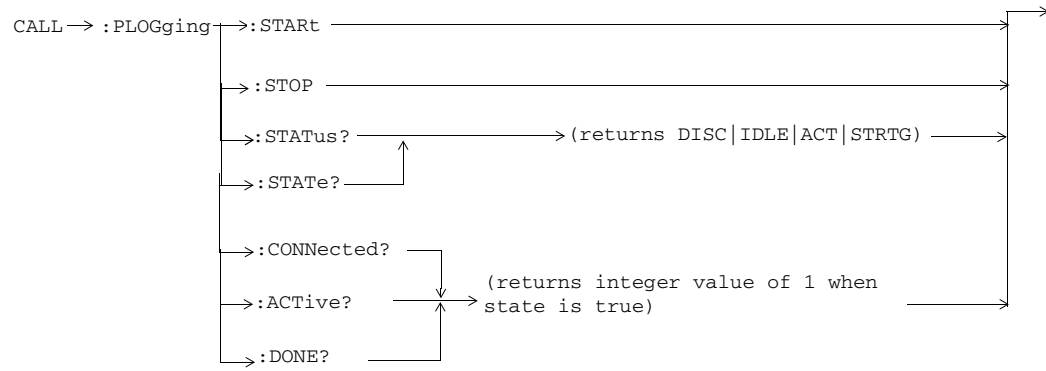 CALL :PLOGging :STARt
:STOP
:STATus? (returns DISC|IDLE|ACT|STRTG)
:STATe?
:CONNected?
(returns integer value of 1 when
:ACTive? state is true)
:DONE?